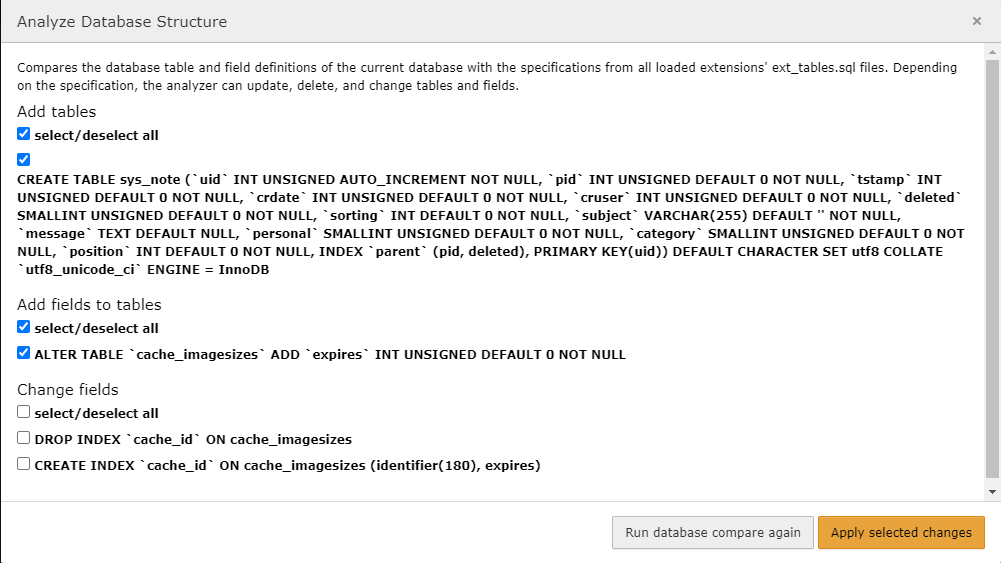 Analyze Database Structure
×
Compares the database table and field definitions of the current database with the specifications from all loaded extensions' ext_tables.sql files. Depending
on the specification, the analyzer can update, delete, and change tables and fields.
Add tables
select/deselect all
CREATE TABLE sys_note (`uid` INT UNSIGNED AUTO_INCREMENT NOT NULL, `pid` INT UNSIGNED DEFAULT 0 NOT NULL, `tstamp` INT
UNSIGNED DEFAULT 0 NOT NULL, `crdate` INT UNSIGNED DEFAULT 0 NOT NULL, `cruser` INT UNSIGNED DEFAULT 0 NOT NULL, `deleted`
SMALLINT UNSIGNED DEFAULT 0 NOT NULL, `sorting` INT DEFAULT 0 NOT NULL, `subject` VARCHAR(255) DEFAULT '' NOT NULL,
`message` TEXT DEFAULT NULL, `personal` SMALLINT UNSIGNED DEFAULT 0 NOT NULL, `category` SMALLINT UNSIGNED DEFAULT 0 NOT
NULL, `position` INT DEFAULT 0 NOT NULL, INDEX `parent` (pid, deleted), PRIMARY KEY(uid)) DEFAULT CHARACTER SET utf8 COLLATE
`utf8_unicode_ci` ENGINE = InnoDB
Add fields to tables
select/deselect all
ALTER TABLE `cache_imagesizes` ADD `expires` INT UNSIGNED DEFAULT 0 NOT NULL
Change fields
select/deselect all
DROP INDEX `cache_id` ON cache_imagesizes
CREATE INDEX `cache_id` ON cache_imagesizes (identifier(180), expires)
Run database compare again
Apply selected changes